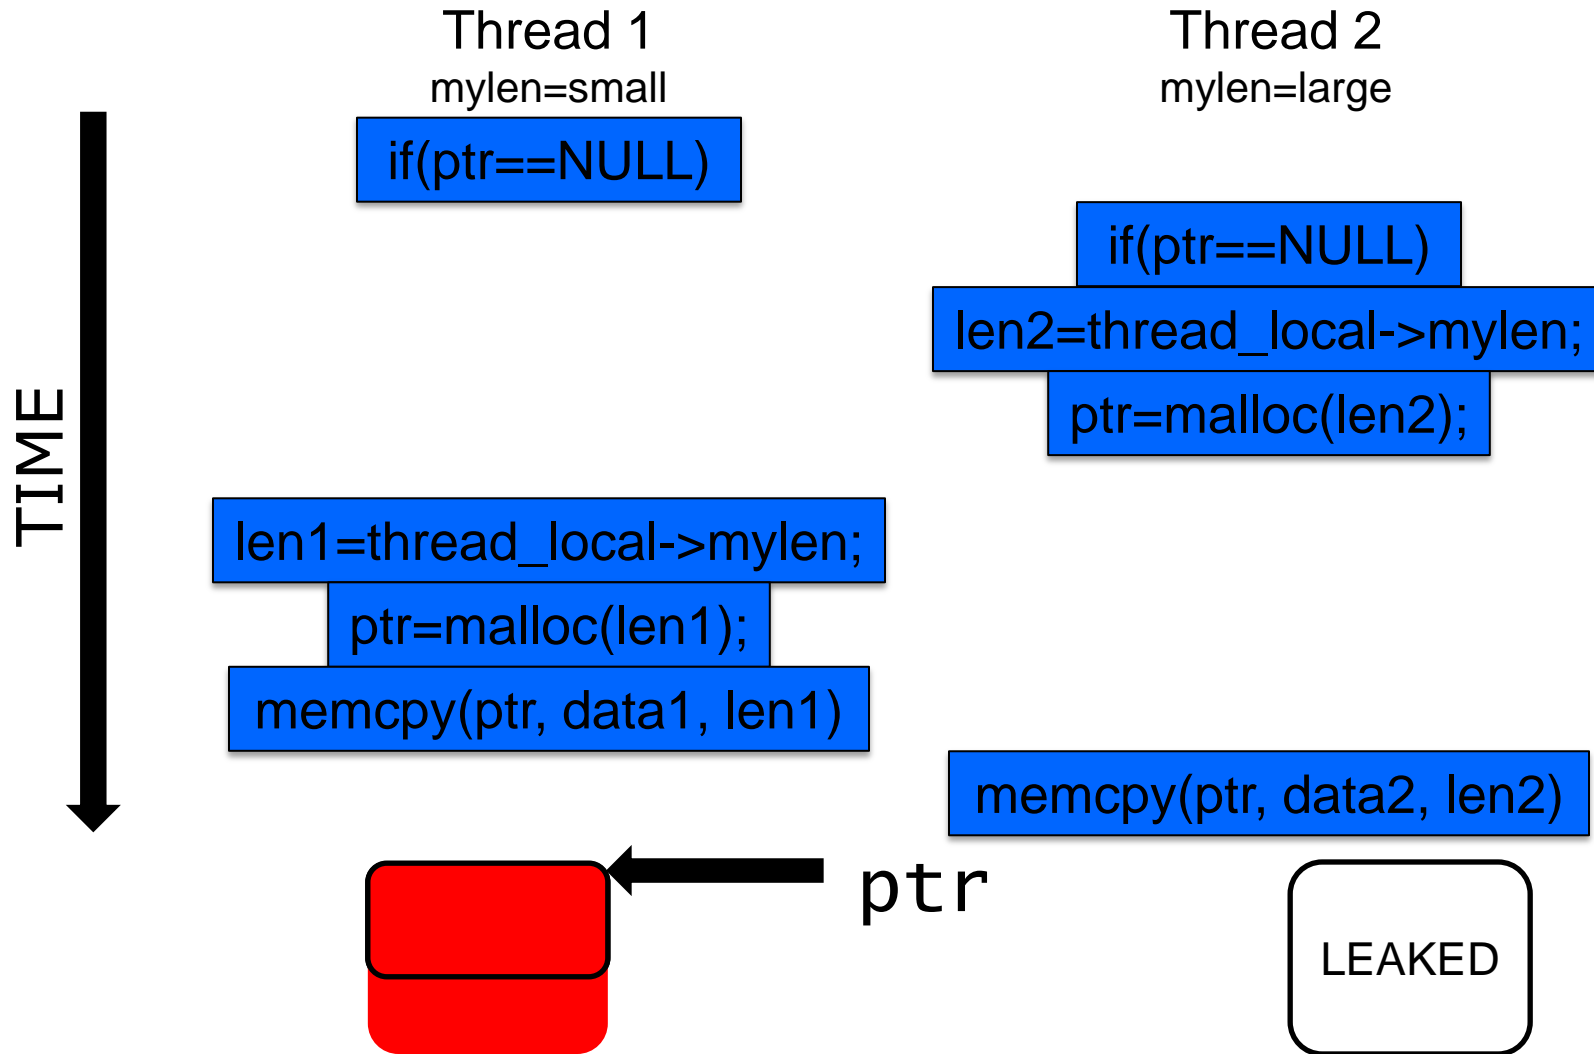 Thread 1
mylen=small
Thread 2
mylen=large
if(ptr==NULL)
if(ptr==NULL)
len2=thread_local->mylen;
ptr=malloc(len2);
TIME
len1=thread_local->mylen;
ptr=malloc(len1);
memcpy(ptr, data1, len1)
memcpy(ptr, data2, len2)
ptr
LEAKED